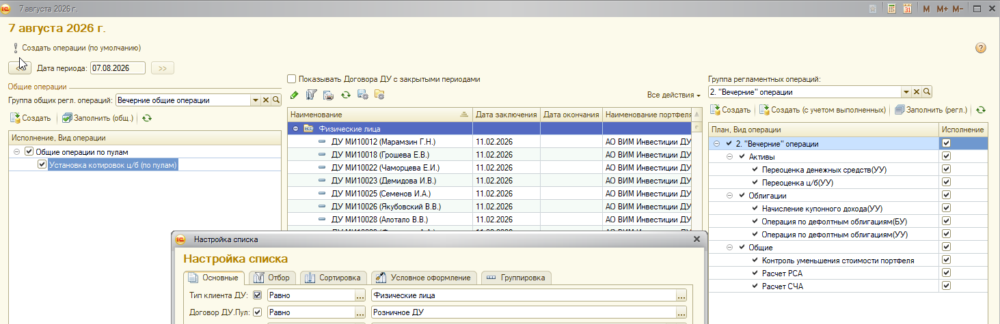 7 августа 2026 г.
M M+ M-
7 августа 2026 г.
Создать операции (по умолчанию)
<< Дата периода: 07.08.2026 >>
Общие операции
Группа общих регл. операций: Вечерние общие операции
Создать Заполнить (общ.)
Исполнение, Вид операции
Общие операции по пулам
Установка котировок ц/б (по пулам)
Показывать Договора ДУ с закрытыми периодами
Все действия
Наименование Дата заключения Дата окончания Наименование портфеля
Физические лица
ДУ МИ10012 (Марамзин Г.Н.) 11.02.2026 АО ВИМ Инвестиции ДУ
ДУ МИ10018 (Грошева Е.В.) 11.02.2026 АО ВИМ Инвестиции ДУ
ДУ МИ10022 (Чаморцева Е.И.) 11.02.2026 АО ВИМ Инвестиции ДУ
ДУ МИ10023 (Демидова И.В.) 11.02.2026 АО ВИМ Инвестиции ДУ
ДУ МИ10025 (Семенов И.А.) 11.02.2026 АО ВИМ Инвестиции ДУ
ДУ МИ10026 (Якубовский В.В.) 11.02.2026 АО ВИМ Инвестиции ДУ
ДУ МИ10028 (Алотало В.В.) 11.02.2026 АО ВИМ Инвестиции ДУ
Группа регламентных операций:
2. "Вечерние" операции
Создать Создать (с учетом выполненных) Заполнить (регл.)
План, Вид операции Исполнение
2. "Вечерние" операции
Активы
Переоценка денежных средств(УУ)
Переоценка ц/б(УУ)
Облигации
Начисление купонного дохода(УУ)
Операция по дефолтным облигациям(БУ)
Операция по дефолтным облигациям(УУ)
Общие
Контроль уменьшения стоимости портфеля
Расчет РСА
Расчет СЧА
Настройка списка
Настройка списка
Основные Отбор Сортировка Условное оформление Группировка
Тип клиента ДУ: Равно ... Физические лица ...
Договор ДУ.Пул: Равно ... Розничное ДУ ...